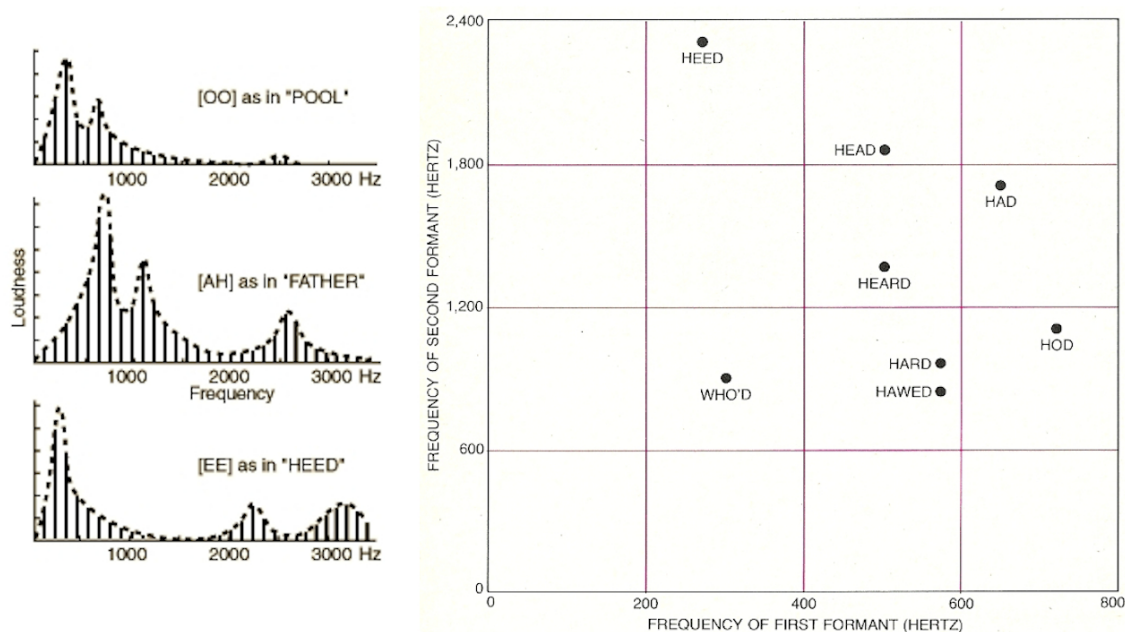 [OO] as in "POOL"
1000 2000 3000 Hz
Loudness
[AH] as in "FATHER"
1000 2000 3000 Hz
Frequency
[EE] as in "HEED"
1000 2000 3000 Hz
FREQUENCY OF SECOND FORMANT (HERTZ)
2,400
1,800
1,200
600
0
HEED
HEAD
HAD
HEARD
HOD
HARD
WHO'D
HAWED
0 200 400 600 800
FREQUENCY OF FIRST FORMANT (HERTZ)